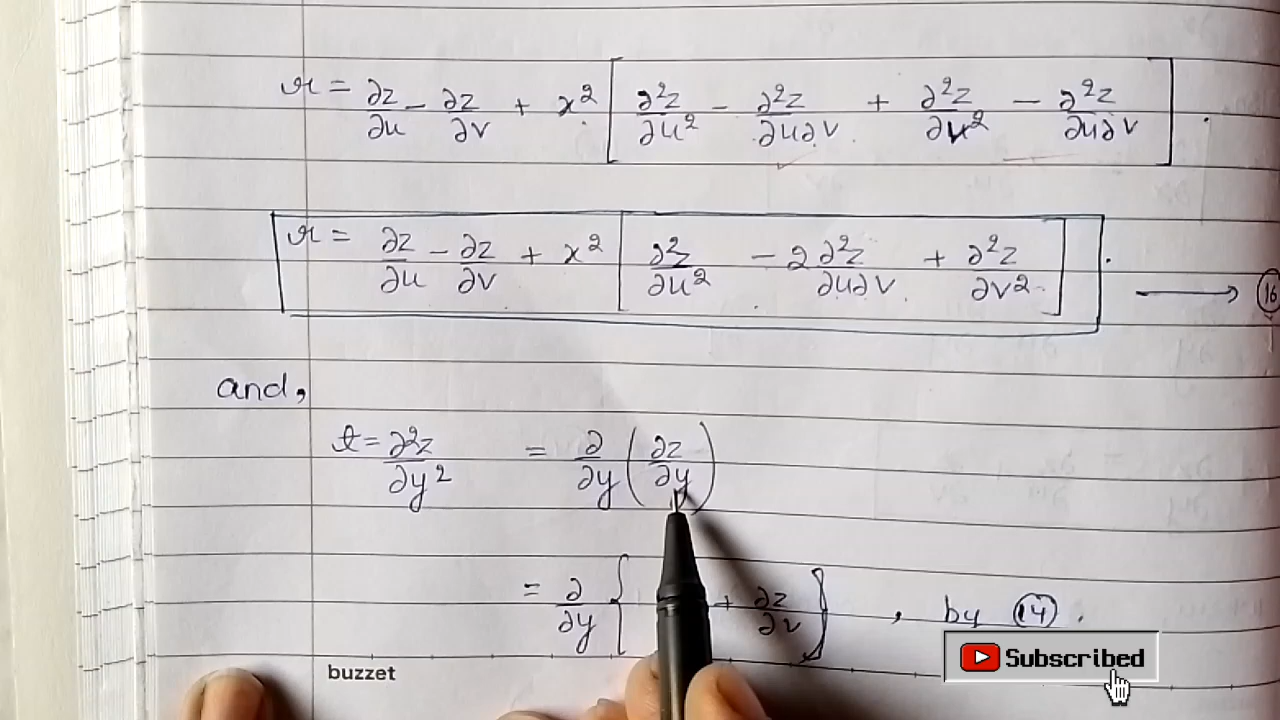 r = ∂z/∂u − ∂z/∂v + x² [ ∂²z/∂u² − ∂²z/∂u∂v + ∂²z/∂v² − ∂²z/∂u∂v ] .
r = ∂z/∂u − ∂z/∂v + x² [ ∂²z/∂u² − 2 ∂²z/∂u∂v + ∂²z/∂v² ] . ⟶ (16)
and,
t = ∂²z/∂y² = ∂/∂y ( ∂z/∂y )
= ∂/∂y { + ∂z/∂v } , by (14) .
Subscribed
buzzet